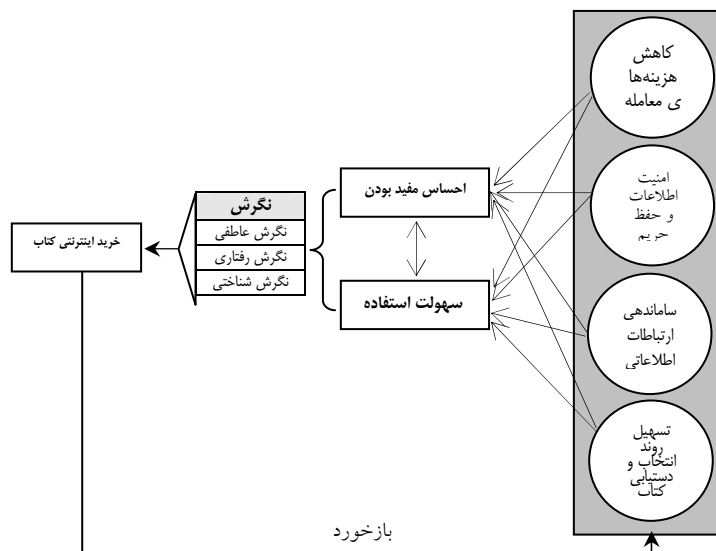 کاهش
هزینه‌ها
ی معامله
امنیت
اطلاعات
و حفظ
حریم
ساماندهی
ارتباطات
اطلاعاتی
تسهیل
روند
انتخاب و
دستیابی
کتاب
احساس مفید بودن
سهولت استفاده
نگرش
نگرش عاطفی
نگرش رفتاری
نگرش شناختی
خرید اینترنتی کتاب
بازخورد